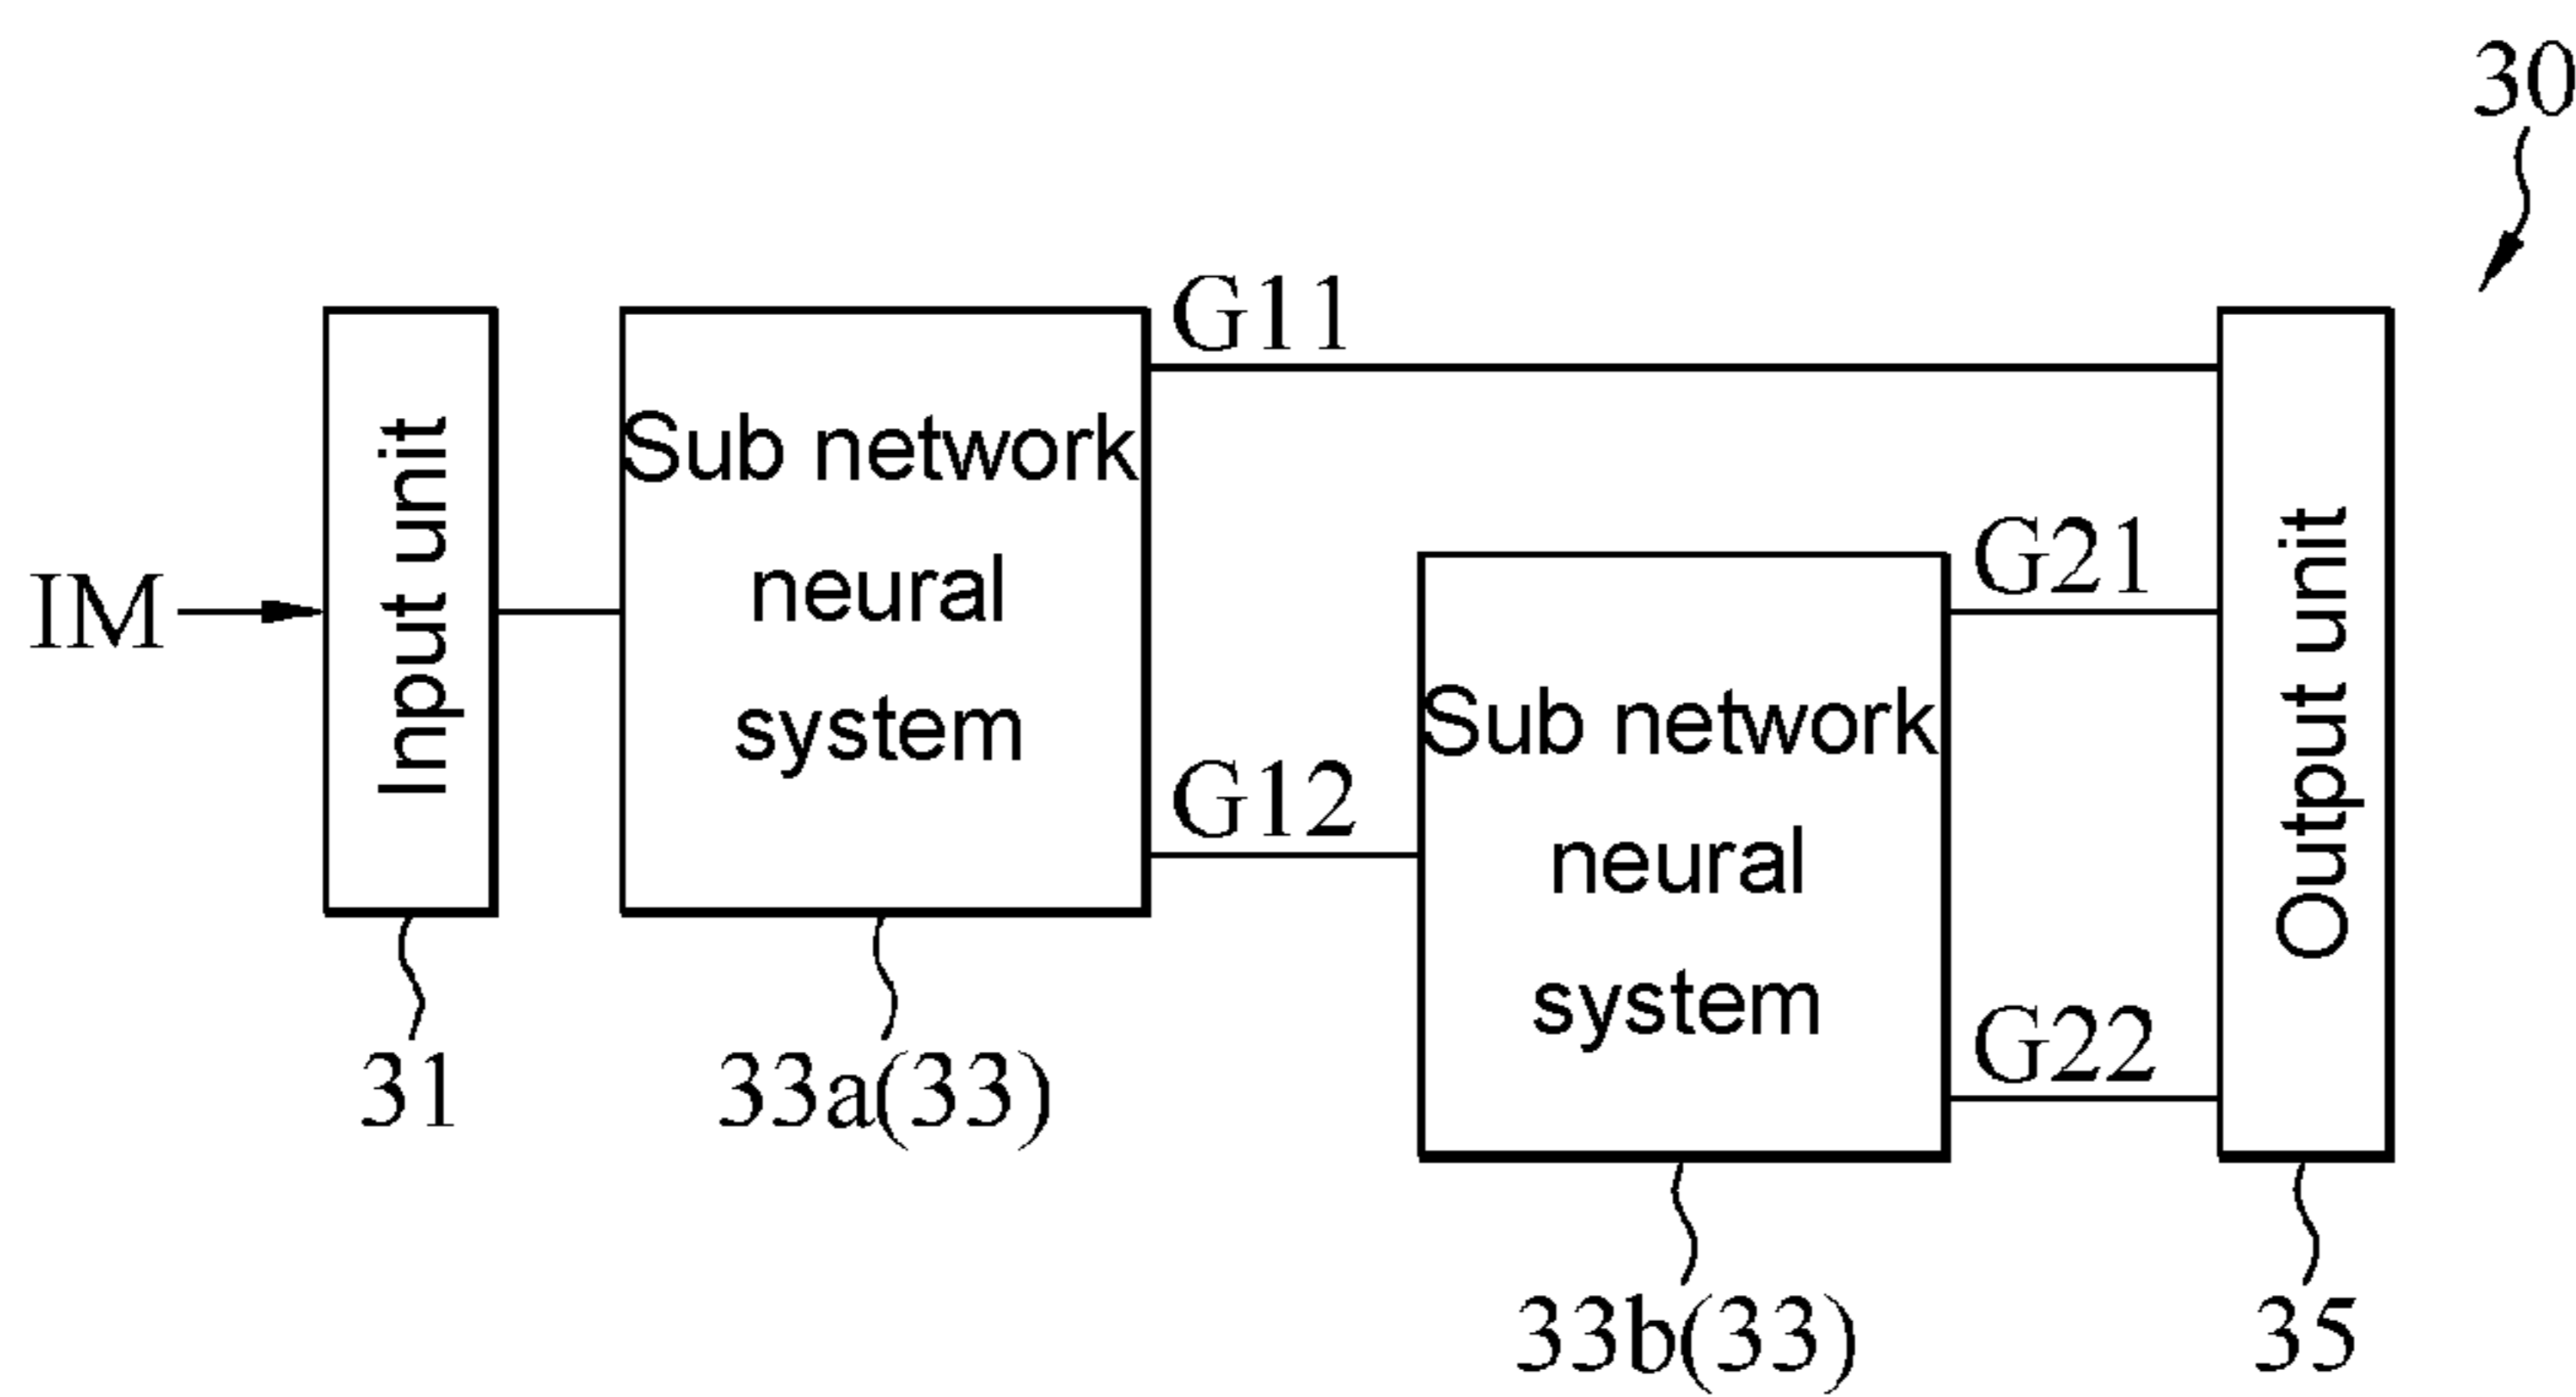 30
IM
Input unit
31
Sub network
neural
system
33a(33)
G11
G12
Sub network
neural
system
33b(33)
G21
G22
Output unit
35